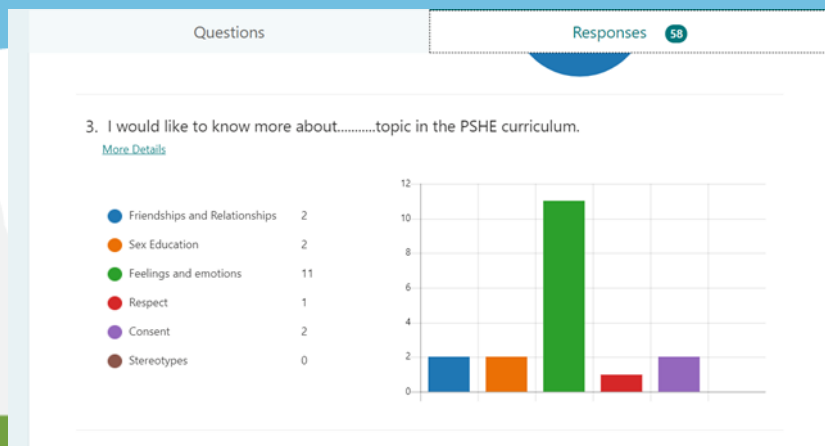 Questions
Responses 58
3. I would like to know more about..........topic in the PSHE curriculum.
More Details
Friendships and Relationships 2
Sex Education 2
Feelings and emotions 11
Respect 1
Consent 2
Stereotypes 0
12
10
8
6
4
2
0